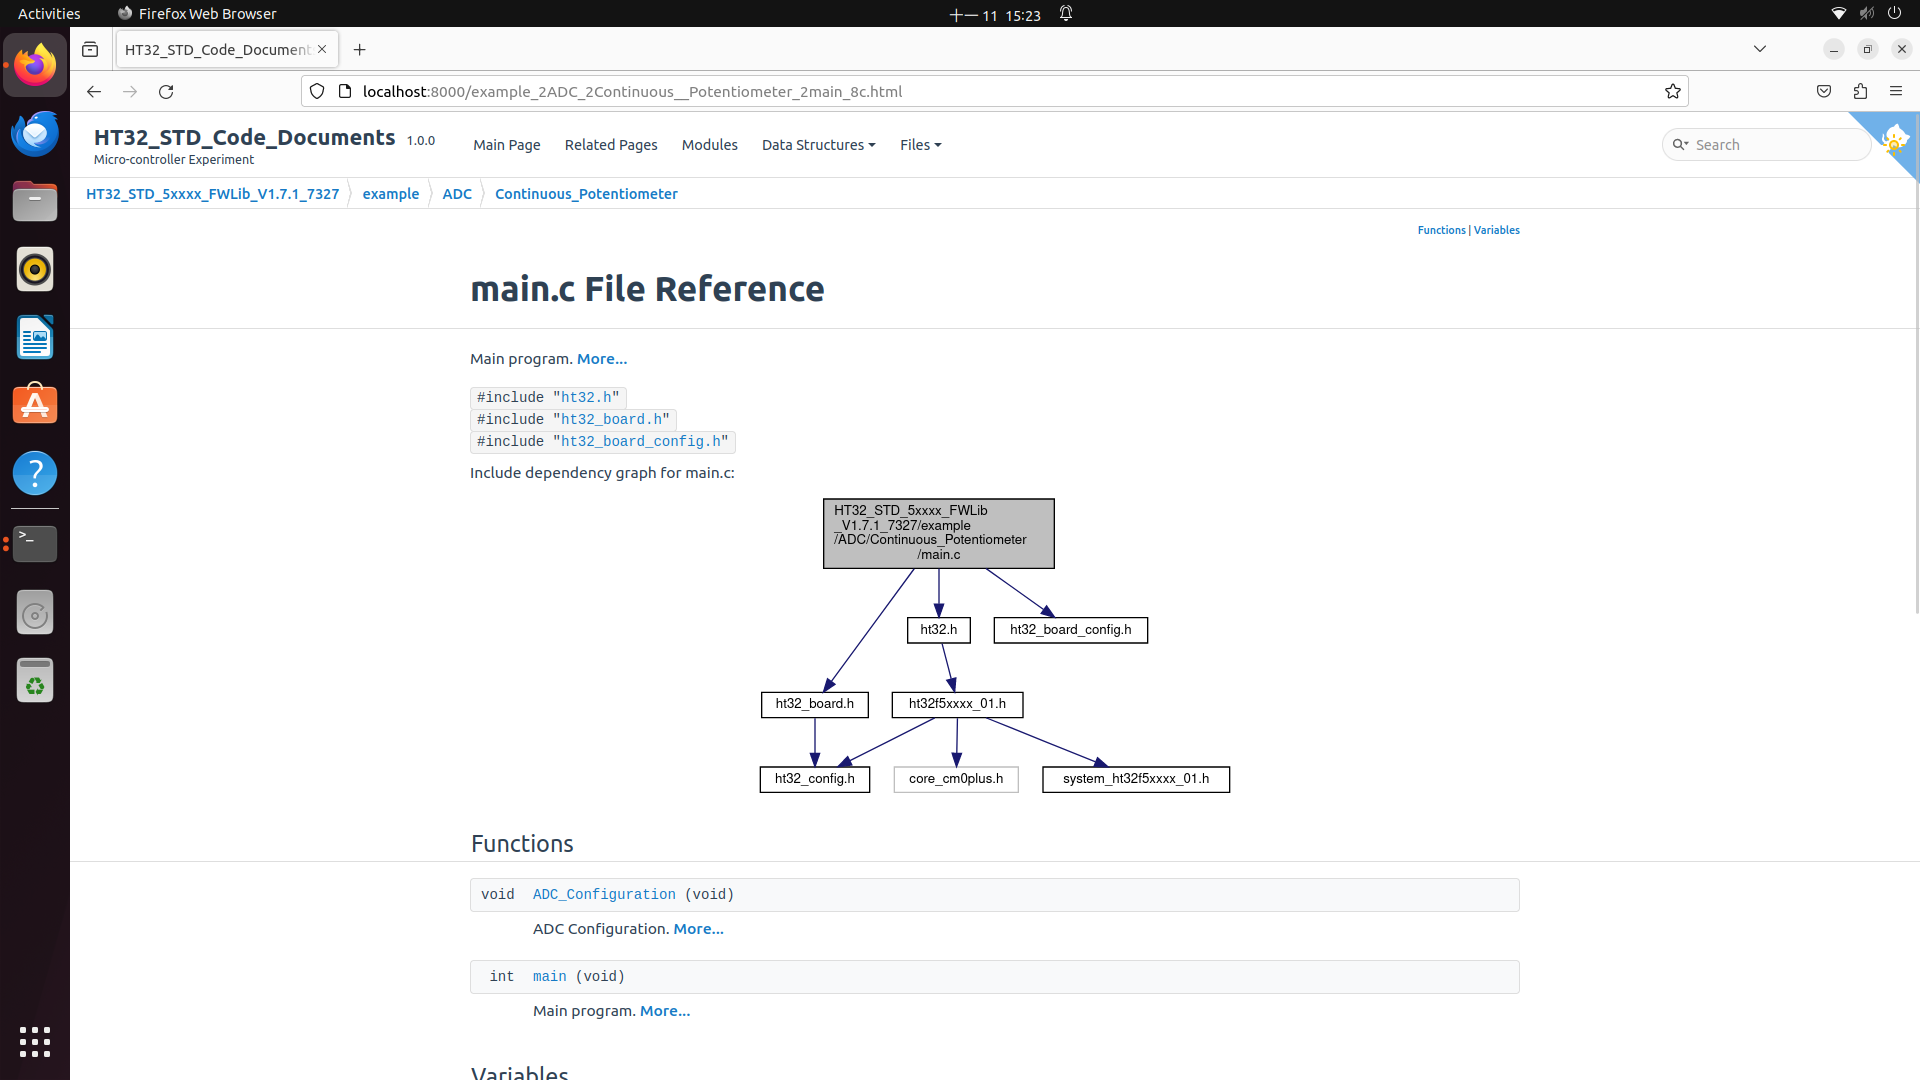 Activities
Firefox Web Browser
十一 11 15:23
HT32_STD_Code_Document
localhost:8000/example_2ADC_2Continuous__Potentiometer_2main_8c.html
HT32_STD_Code_Documents 1.0.0
Micro-controller Experiment
Main Page
Related Pages
Modules
Data Structures
Files
Search
HT32_STD_5xxxx_FWLib_V1.7.1_7327
example
ADC
Continuous_Potentiometer
Functions | Variables
main.c File Reference
Main program. More...
#include "ht32.h"
#include "ht32_board.h"
#include "ht32_board_config.h"
Include dependency graph for main.c:
HT32_STD_5xxxx_FWLib
_V1.7.1_7327/example
/ADC/Continuous_Potentiometer
/main.c
ht32.h
ht32_board_config.h
ht32_board.h
ht32f5xxxx_01.h
ht32_config.h
core_cm0plus.h
system_ht32f5xxxx_01.h
Functions
void ADC_Configuration (void)
ADC Configuration. More...
int main (void)
Main program. More...
Variables